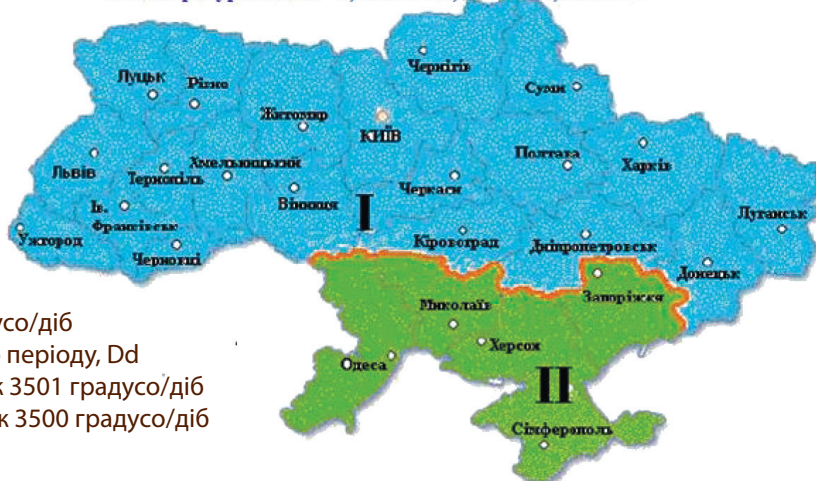 Чернігів
Луцьк
Рівно
Суми
Житомир
КИЇВ
Полтава
Харків
Львів
Тернопіль
Хмельницький
Черкаси
Вінниця
Ів.
Франківськ
I
Луганськ
Ужгород
Чернівці
Кіровоград
Дніпропетровськ
Донецьк
Запоріжжя
Миколаїв
усо/діб
періоду, Dd
Херсон
к 3501 градусо/діб
Одеса
II
к 3500 градусо/діб
Сімферополь